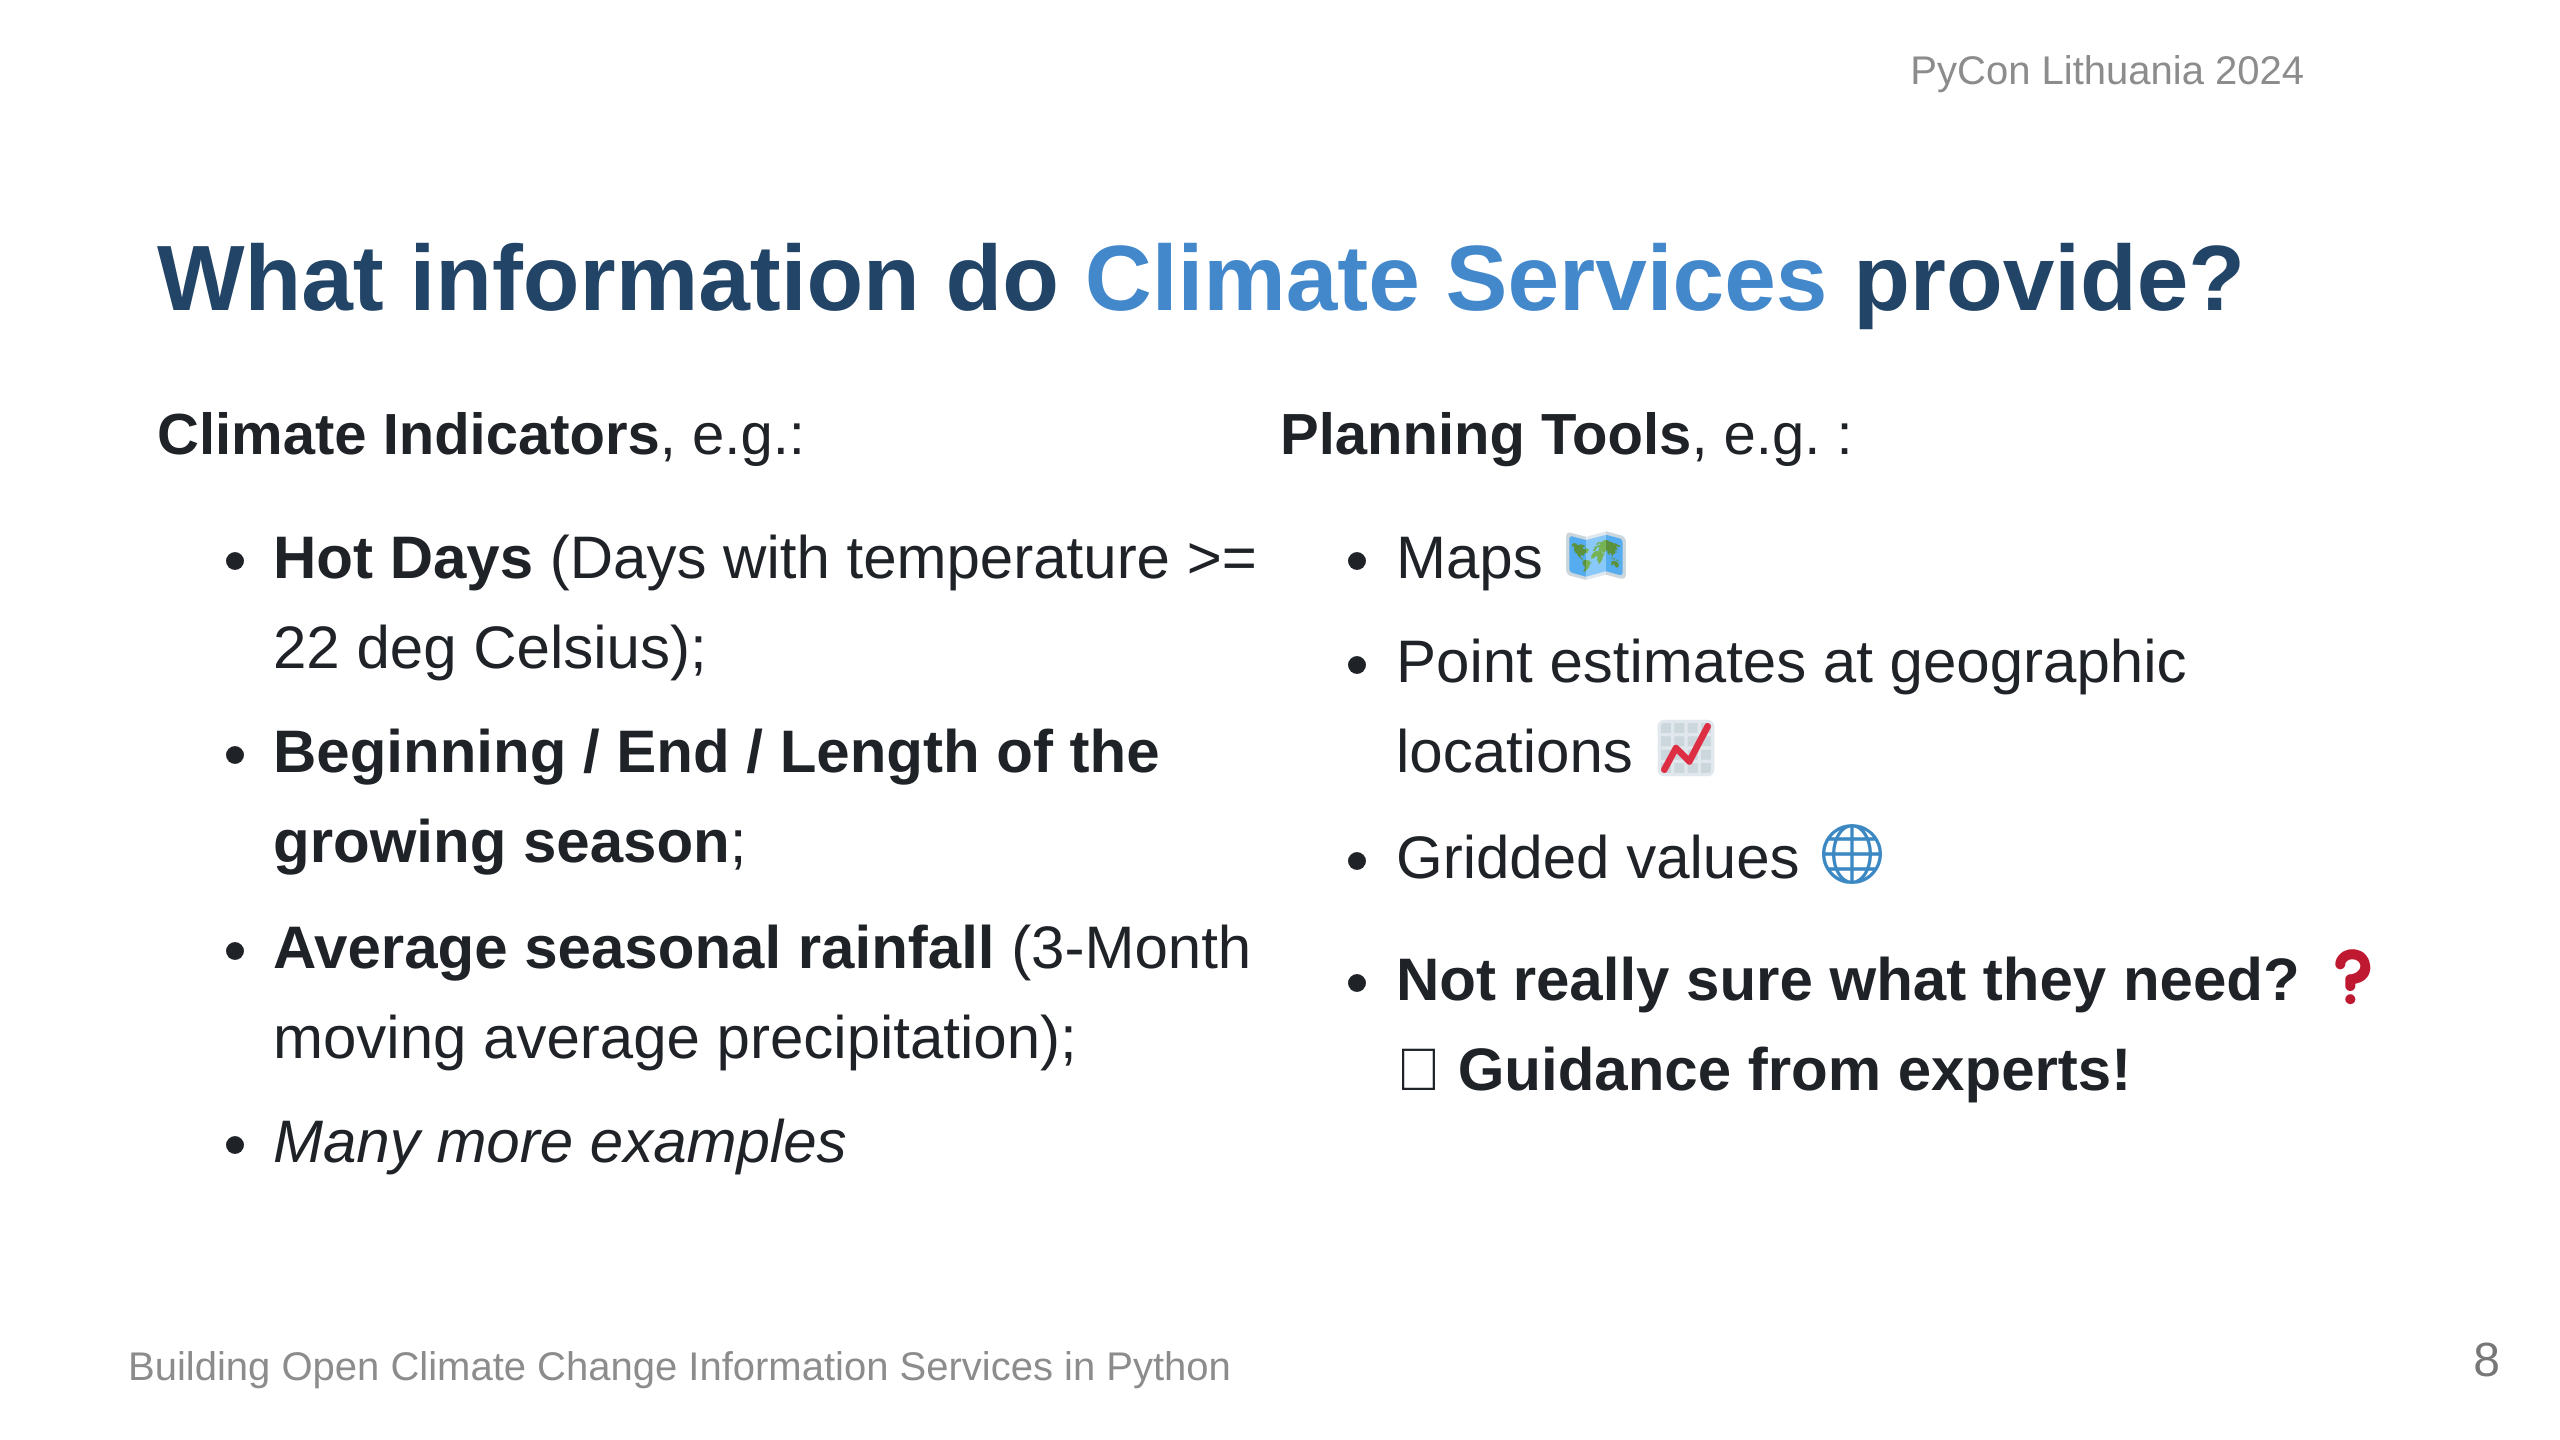 PyCon Lithuania 2024
What information do Climate Services provide?
Climate Indicators, e.g.:
• Hot Days (Days with temperature >=
22 deg Celsius);
• Beginning / End / Length of the
growing season;
• Average seasonal rainfall (3-Month
moving average precipitation);
• Many more examples
Planning Tools, e.g. :
• Maps 🗺️
• Point estimates at geographic
locations 📈
• Gridded values 🌐
• Not really sure what they need? ❓
Guidance from experts!
Building Open Climate Change Information Services in Python
8